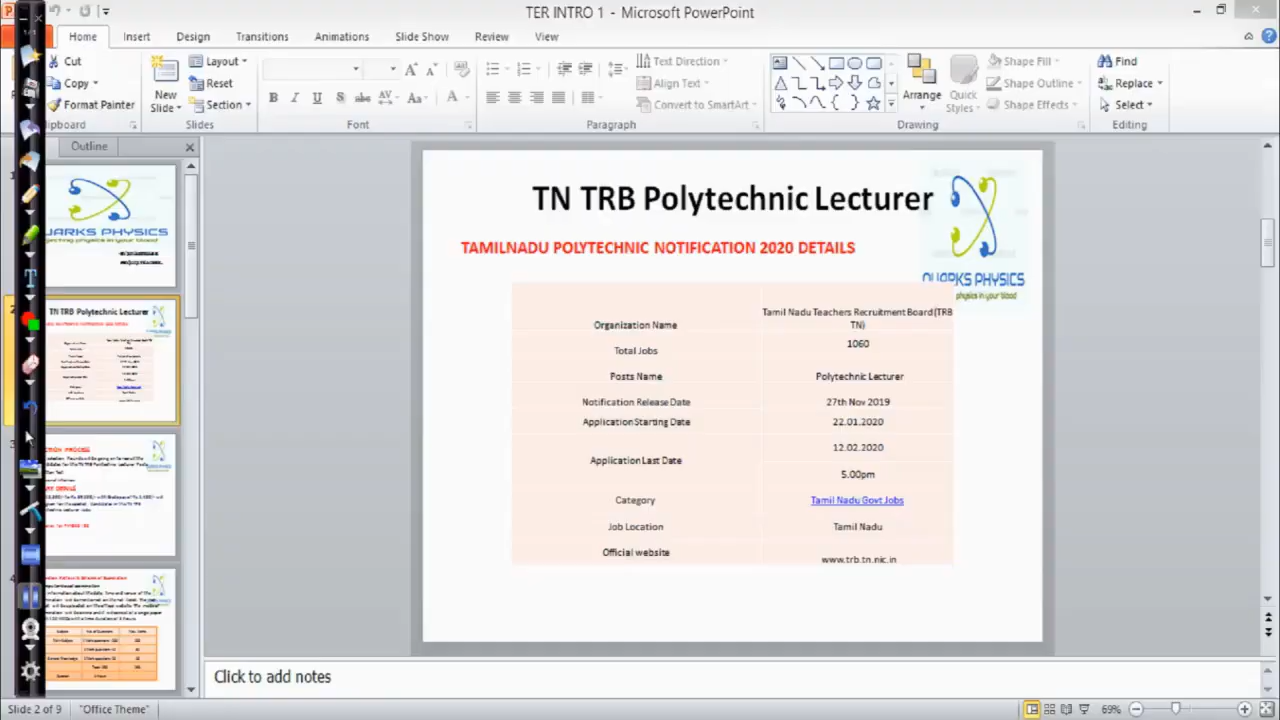 TER INTRO 1 - Microsoft PowerPoint
Home Insert Design Transitions Animations Slide Show Review View
Cut
Copy
Format Painter
New Slide
Layout
Reset
Section
Text Direction
Align Text
Convert to SmartArt
Arrange
Quick Styles
Shape Fill
Shape Outline
Shape Effects
Find
Replace
Select
Slides Font Paragraph Drawing Editing
Outline
TN TRB Polytechnic Lecturer
TAMILNADU POLYTECHNIC NOTIFICATION 2020 DETAILS
QUARKS PHYSICS
physics in your blood
Organization Name Tamil Nadu Teachers Recruitment Board (TRB TN)
Total Jobs 1060
Posts Name Polytechnic Lecturer
Notification Release Date 27th Nov 2019
Application Starting Date 22.01.2020
Application Last Date 12.02.2020
5.00pm
Category Tamil Nadu Govt Jobs
Job Location Tamil Nadu
Official website www.trb.tn.nic.in
Click to add notes
Slide 2 of 9 "Office Theme" 69%